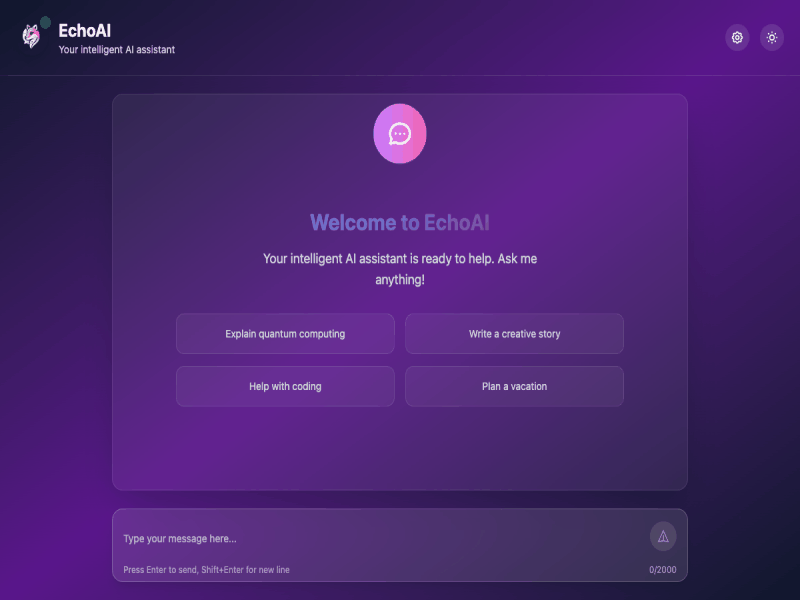 EchoAI
Your intelligent AI assistant
Welcome to EchoAI
Your intelligent AI assistant is ready to help. Ask me
anything!
Explain quantum computing
Write a creative story
Help with coding
Plan a vacation
Type your message here...
Press Enter to send, Shift+Enter for new line
0/2000